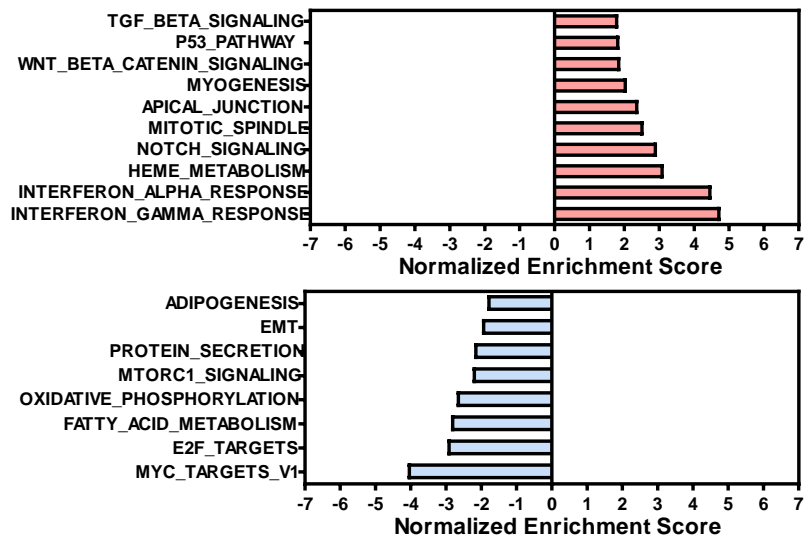 TGF_BETA_SIGNALING
P53_PATHWAY
WNT_BETA_CATENIN_SIGNALING
MYOGENESIS
APICAL_JUNCTION
MITOTIC_SPINDLE
NOTCH_SIGNALING
HEME_METABOLISM
INTERFERON_ALPHA_RESPONSE
INTERFERON_GAMMA_RESPONSE
-7 -6 -5 -4 -3 -2 -1 0 1 2 3 4 5 6 7
Normalized Enrichment Score
ADIPOGENESIS
EMT
PROTEIN_SECRETION
MTORC1_SIGNALING
OXIDATIVE_PHOSPHORYLATION
FATTY_ACID_METABOLISM
E2F_TARGETS
MYC_TARGETS_V1
-7 -6 -5 -4 -3 -2 -1 0 1 2 3 4 5 6 7
Normalized Enrichment Score